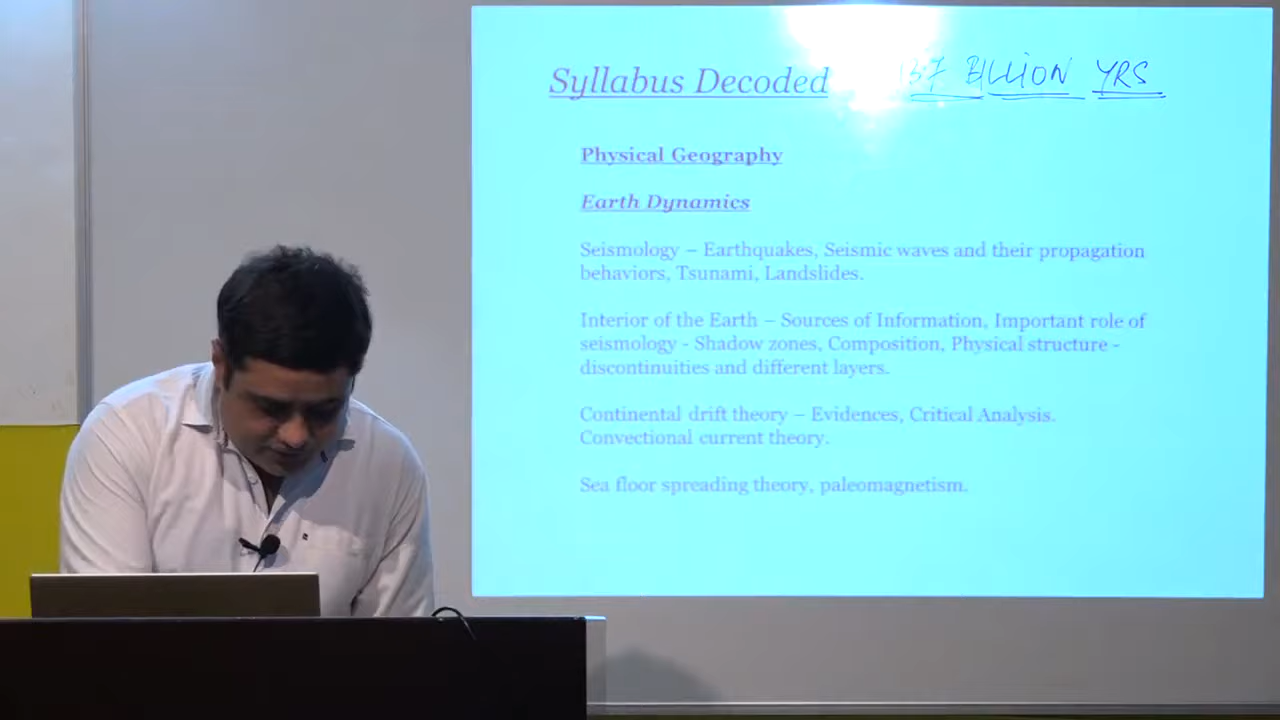 Syllabus Decoded 13.7 BILLION YRS
Physical Geography
Earth Dynamics
Seismology – Earthquakes, Seismic waves and their propagation
behaviors, Tsunami, Landslides.
Interior of the Earth – Sources of Information, Important role of
seismology - Shadow zones, Composition, Physical structure -
discontinuities and different layers.
Continental drift theory – Evidences, Critical Analysis.
Convectional current theory.
Sea floor spreading theory, paleomagnetism.